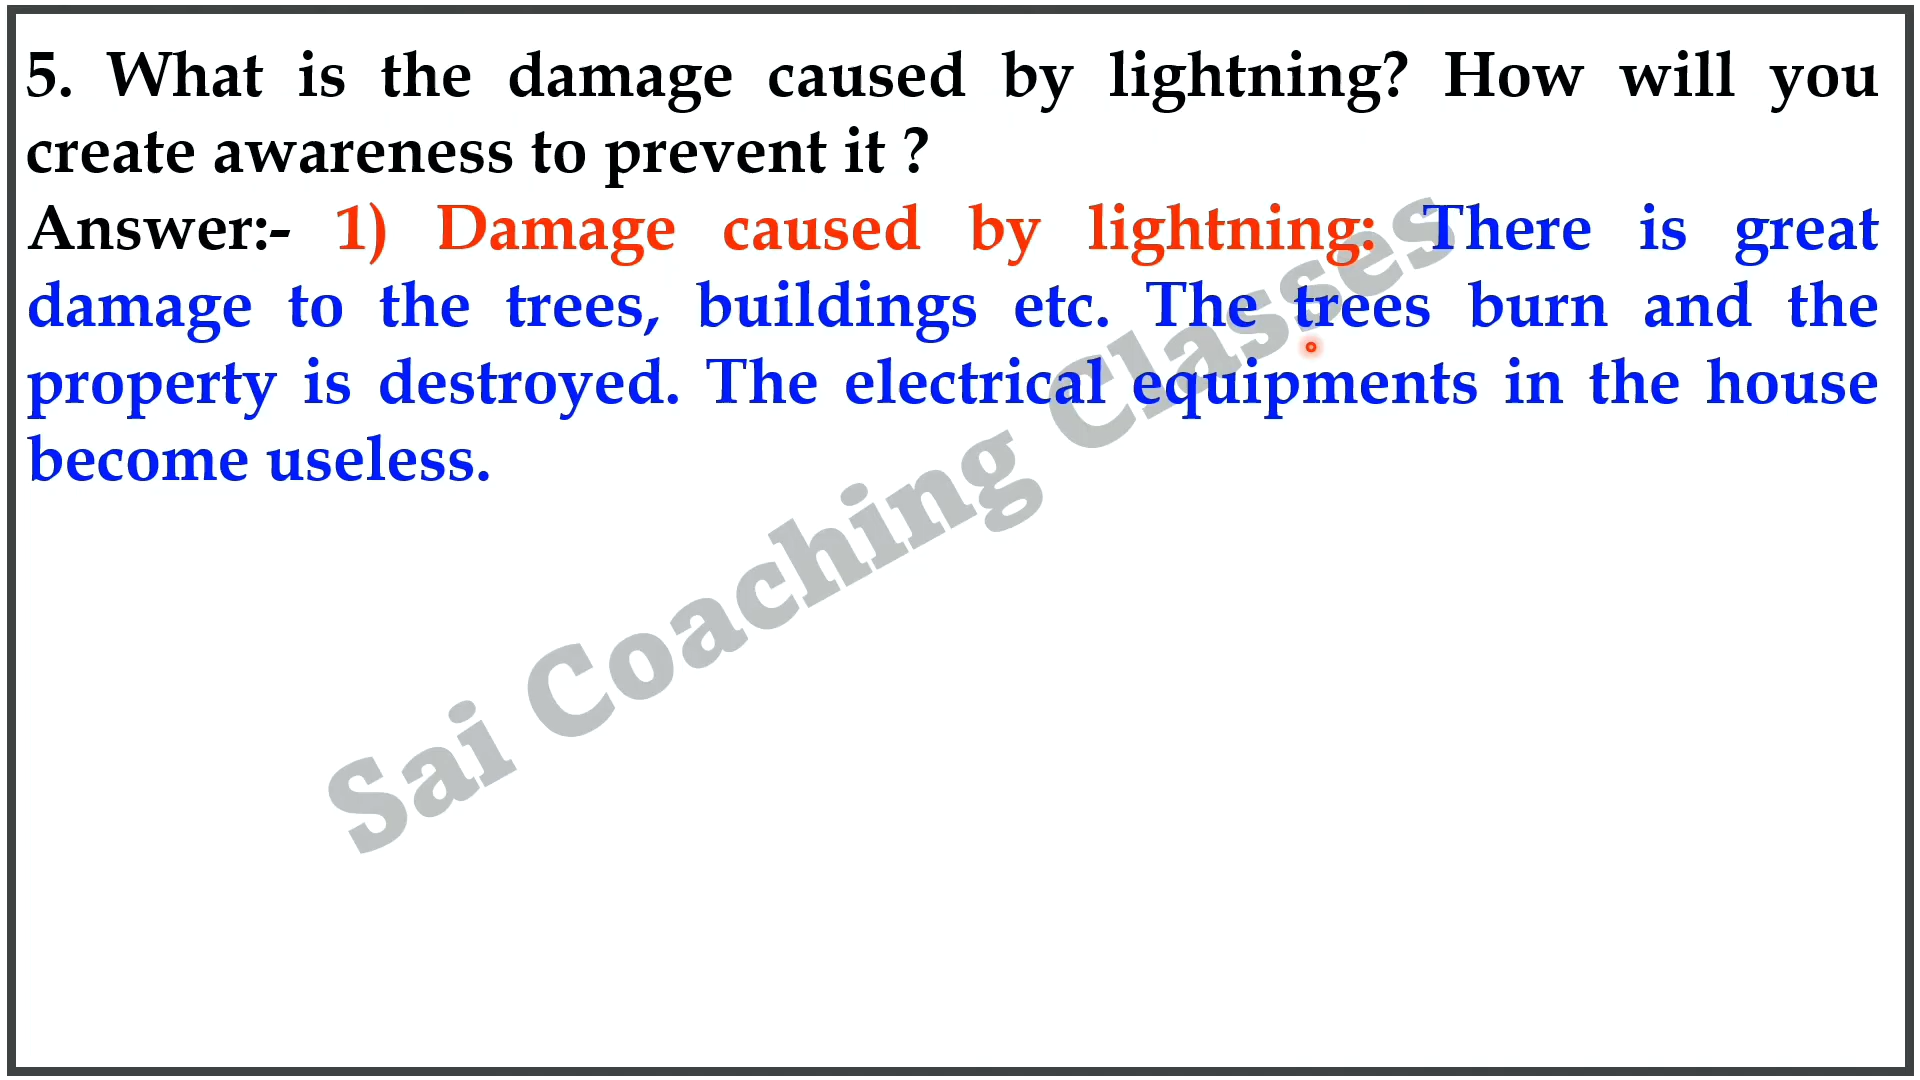 5. What is the damage caused by lightning? How will you
create awareness to prevent it ?
Answer:- 1) Damage caused by lightning: There is great
damage to the trees, buildings etc. The trees burn and the
property is destroyed. The electrical equipments in the house
become useless.
Sai Coaching Classes